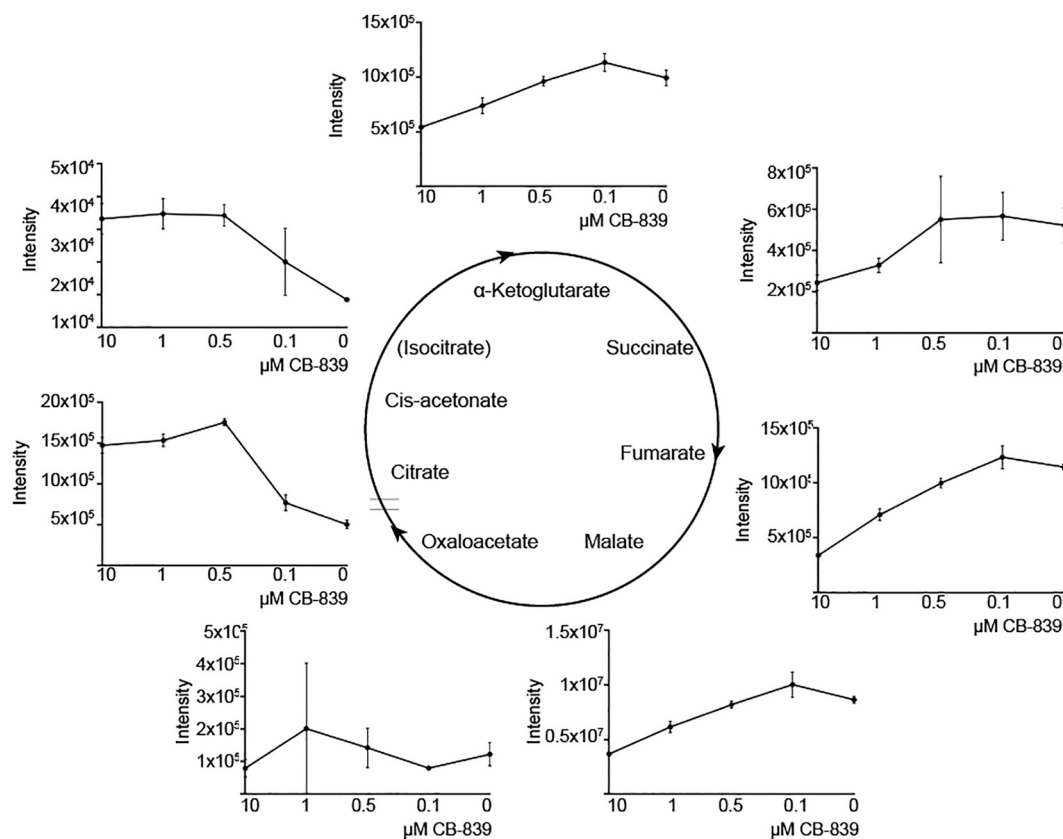 15x10⁵
10x10⁵
5x10⁵
Intensity
10 1 0.5 0.1 0
µM CB-839
5x10⁴
4x10⁴
3x10⁴
2x10⁴
1x10⁴
Intensity
10 1 0.5 0.1 0
µM CB-839
8x10⁵
6x10⁵
4x10⁵
2x10⁵
Intensity
10 1 0.5 0.1 0
µM CB-839
α-Ketoglutarate
(Isocitrate)
Succinate
Cis-acetonate
Fumarate
Citrate
Oxaloacetate
Malate
20x10⁵
15x10⁵
10x10⁵
5x10⁵
Intensity
10 1 0.5 0.1 0
µM CB-839
15x10⁵
10x10⁵
5x10⁵
Intensity
10 1 0.5 0.1 0
µM CB-839
5x10⁵
4x10⁵
3x10⁵
2x10⁵
1x10⁵
Intensity
10 1 0.5 0.1 0
µM CB-839
1.5x10⁷
1x10⁷
0.5x10⁷
Intensity
10 1 0.5 0.1 0
µM CB-839